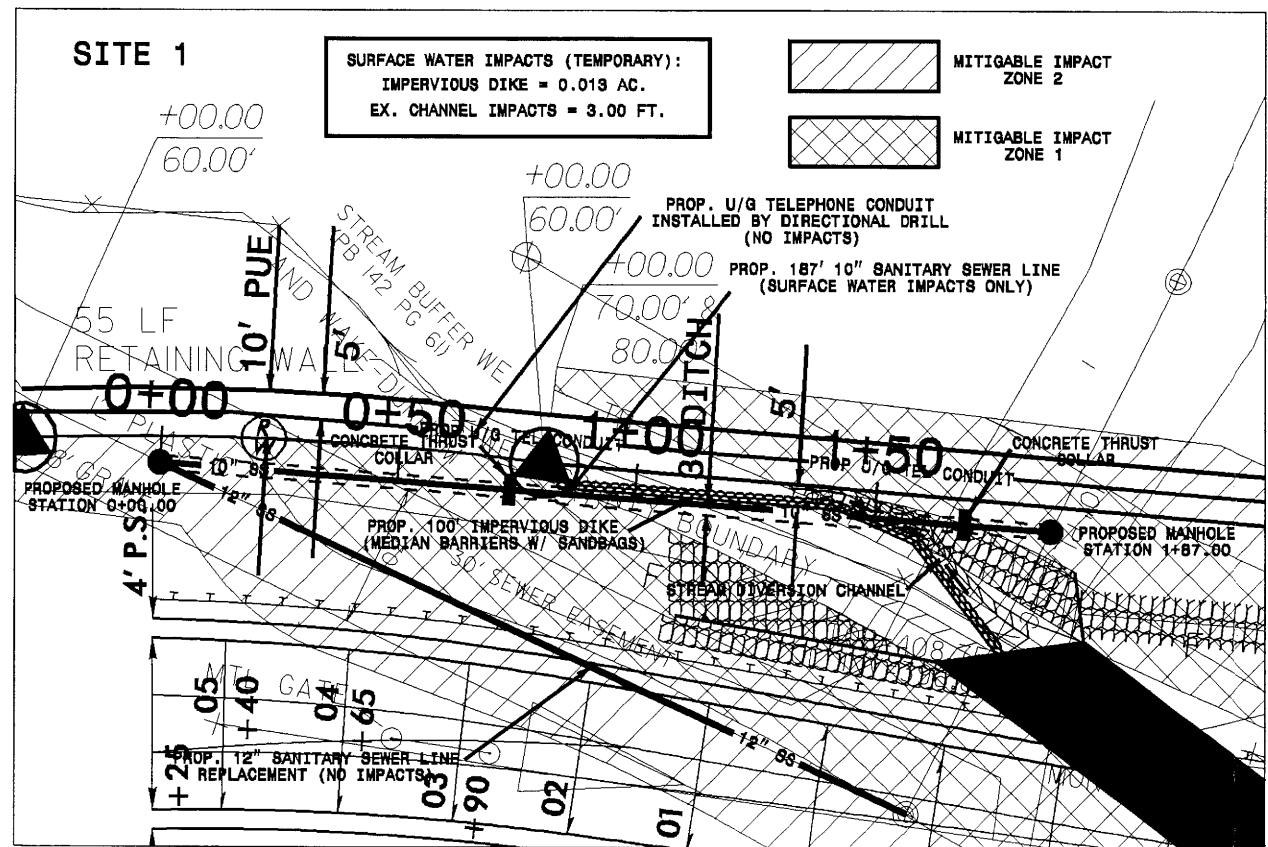 SITE 1
SURFACE WATER IMPACTS (TEMPORARY):
IMPERVIOUS DIKE = 0.013 AC.
EX. CHANNEL IMPACTS = 3.00 FT.
MITIGABLE IMPACT
ZONE 2
MITIGABLE IMPACT
ZONE 1
+00.00
60.00'
+00.00
60.00'
+00.00
70.00' &
80.0
PROP. U/G TELEPHONE CONDUIT
INSTALLED BY DIRECTIONAL DRILL
(NO IMPACTS)
PROP. 187' 10" SANITARY SEWER LINE
(SURFACE WATER IMPACTS ONLY)
STREAM BUFFER WE
(PB 142 PG 61)
AND
10' PUE
5'
55 LF
RETAINING WALL
3' DITCH
5'
0+00
0+50
1+00
1+50
R
W
CONCRETE THRUST
COLLAR
PROP. U/G TEL CONDUIT
PROP U/G TEL CONDUIT
CONCRETE THRUST
COLLAR
10" SS
12" SS
10" SS
PROPOSED MANHOLE
STATION 0+00.00
PROPOSED MANHOLE
STATION 1+87.00
4' P.S.
PROP. 100' IMPERVIOUS DIKE
(MEDIAN BARRIERS W/ SANDBAGS)
BOUNDARY
F
30' SEWER EASEMENT
STREAM DIVERSION CHANNEL
GATE
05
+40
04
+65
+25
03
+90
02
01
PROP. 12" SANITARY SEWER LINE
REPLACEMENT (NO IMPACTS)
12" SS